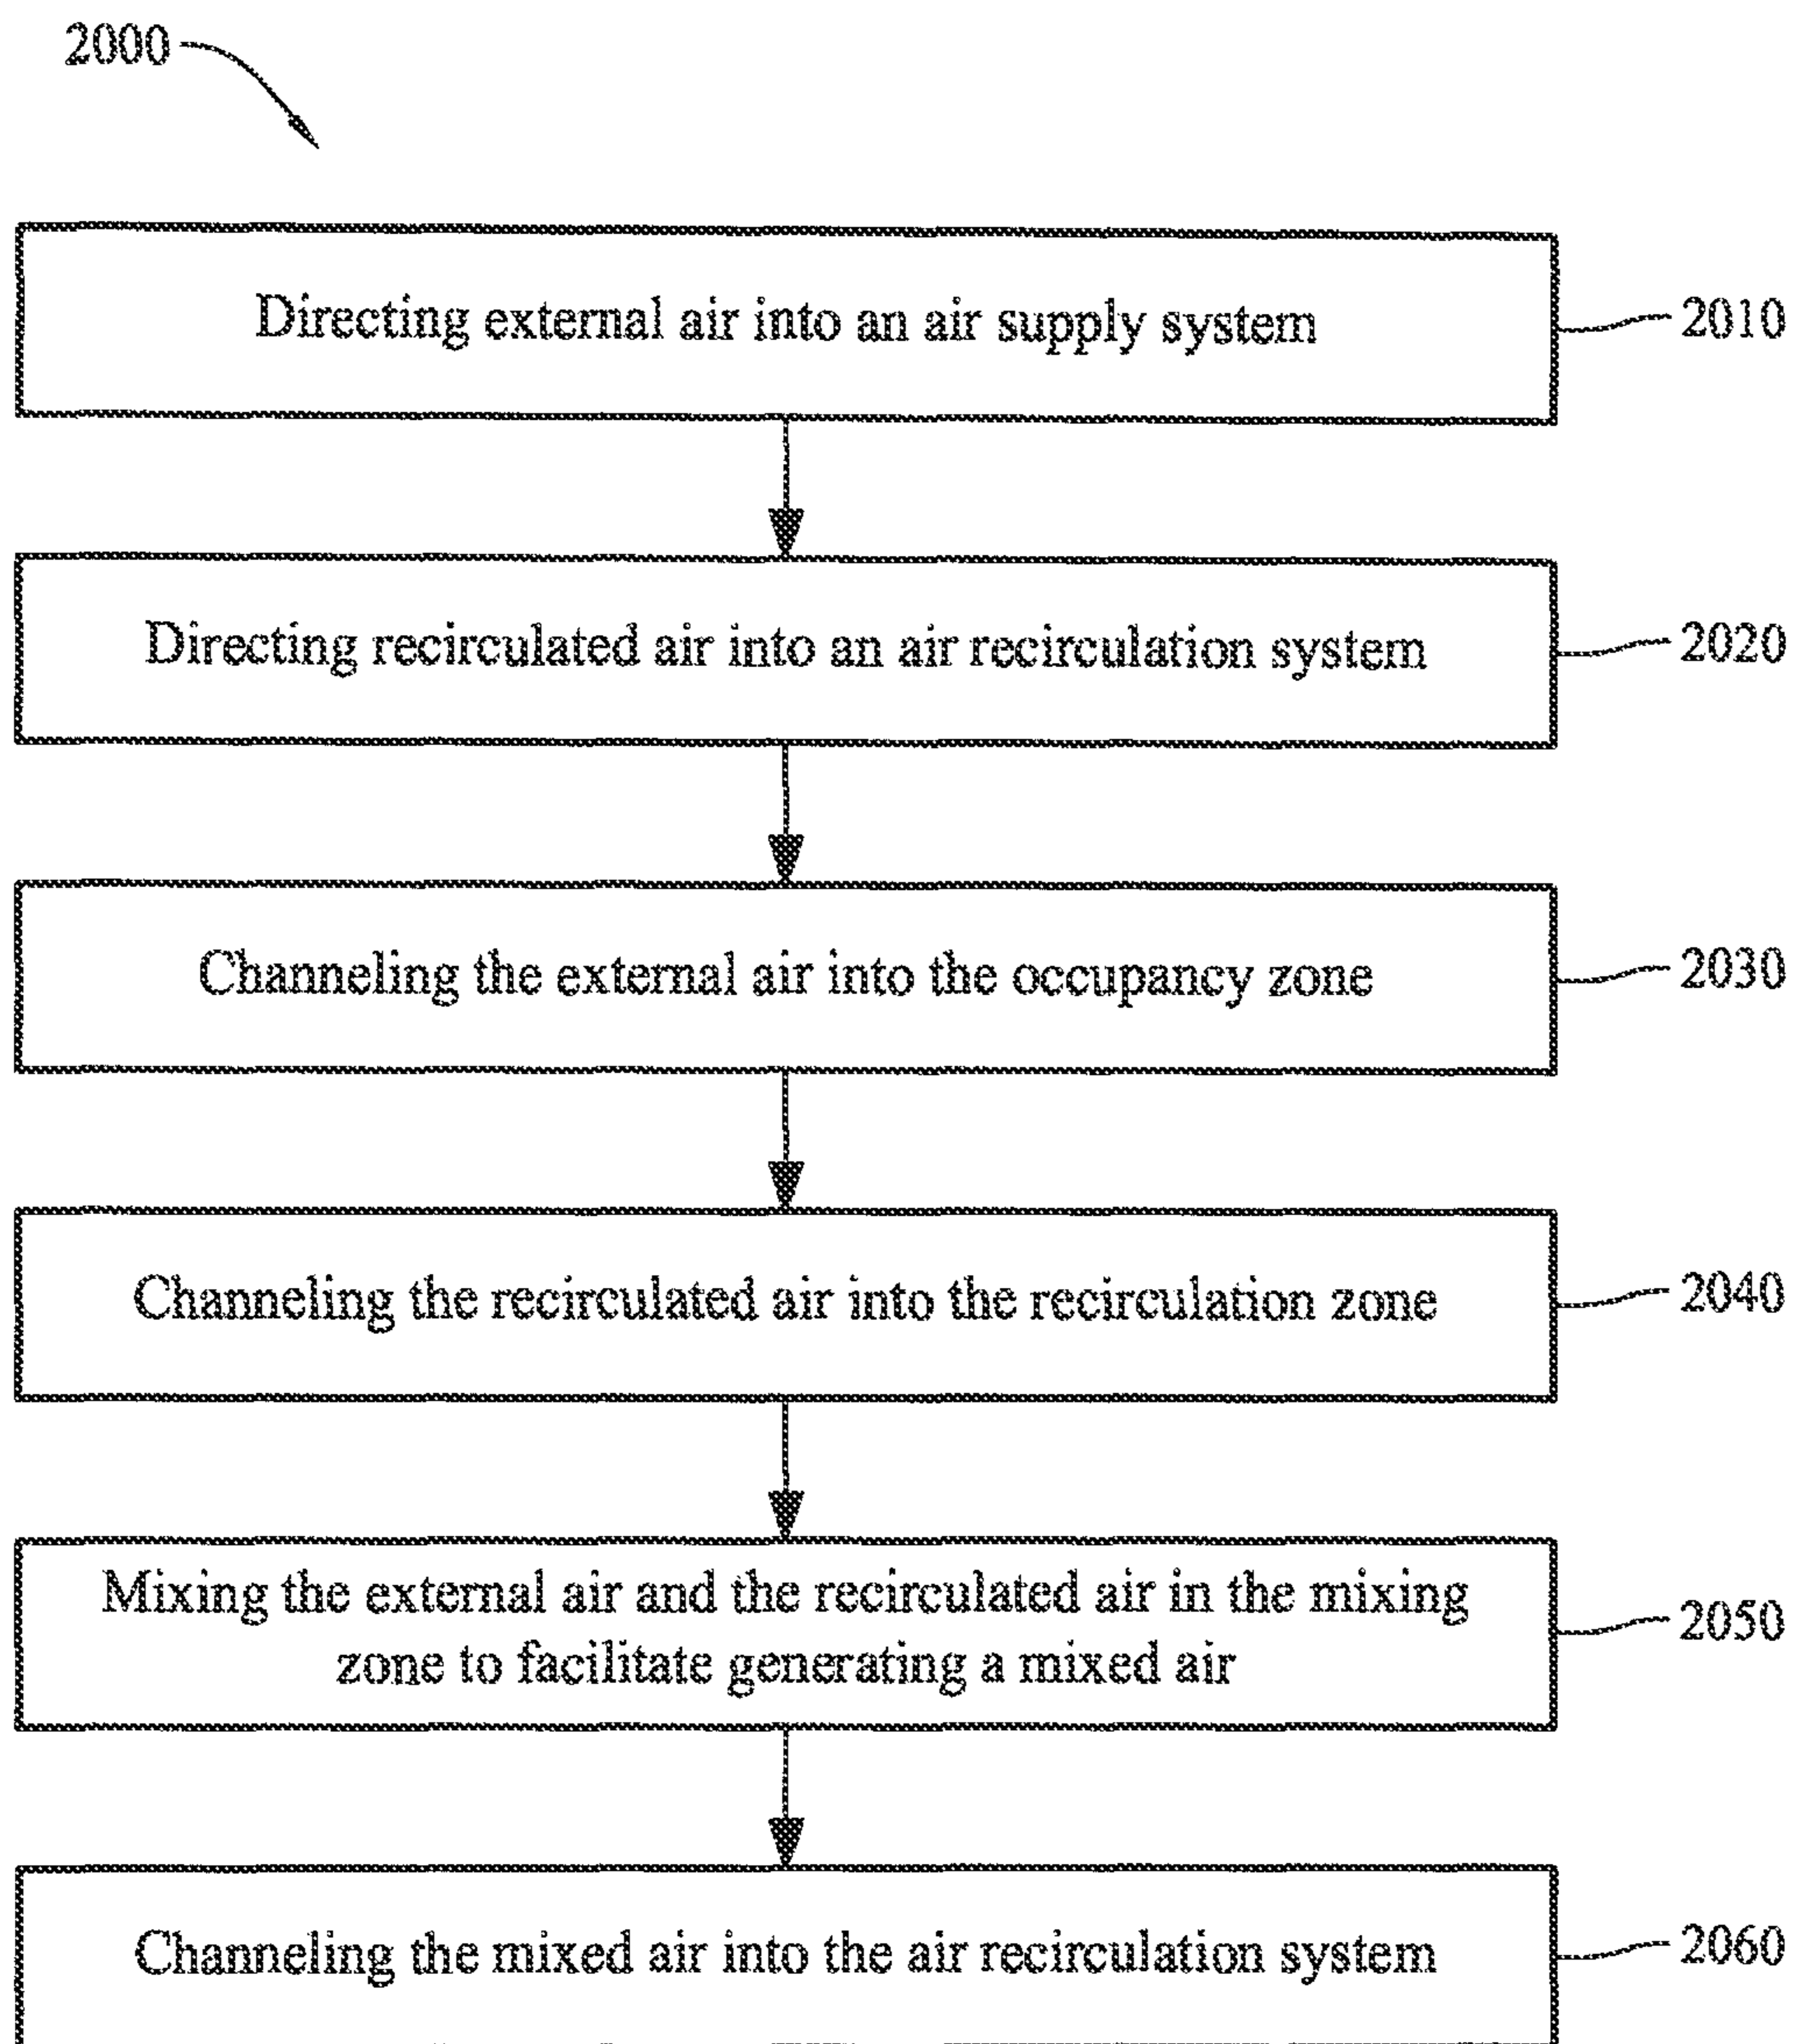 2000
Directing external air into an air supply system
2010
Directing recirculated air into an air recirculation system
2020
Channeling the external air into the occupancy zone
2030
Channeling the recirculated air into the recirculation zone
2040
Mixing the external air and the recirculated air in the mixing
zone to facilitate generating a mixed air
2050
Channeling the mixed air into the air recirculation system
2060